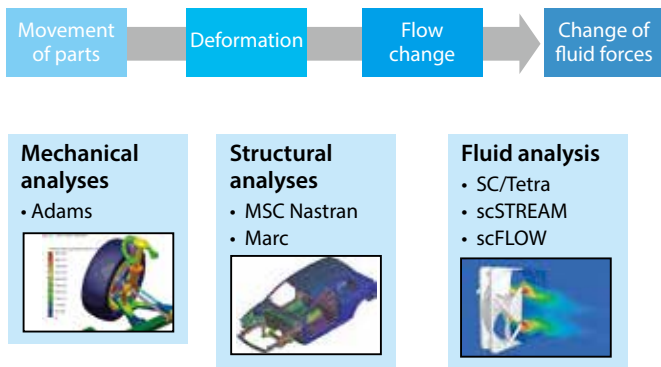 Movement
of parts
Deformation
Flow
change
Change of
fluid forces
Mechanical
analyses
• Adams
Structural
analyses
• MSC Nastran
• Marc
Fluid analysis
• SC/Tetra
• scSTREAM
• scFLOW